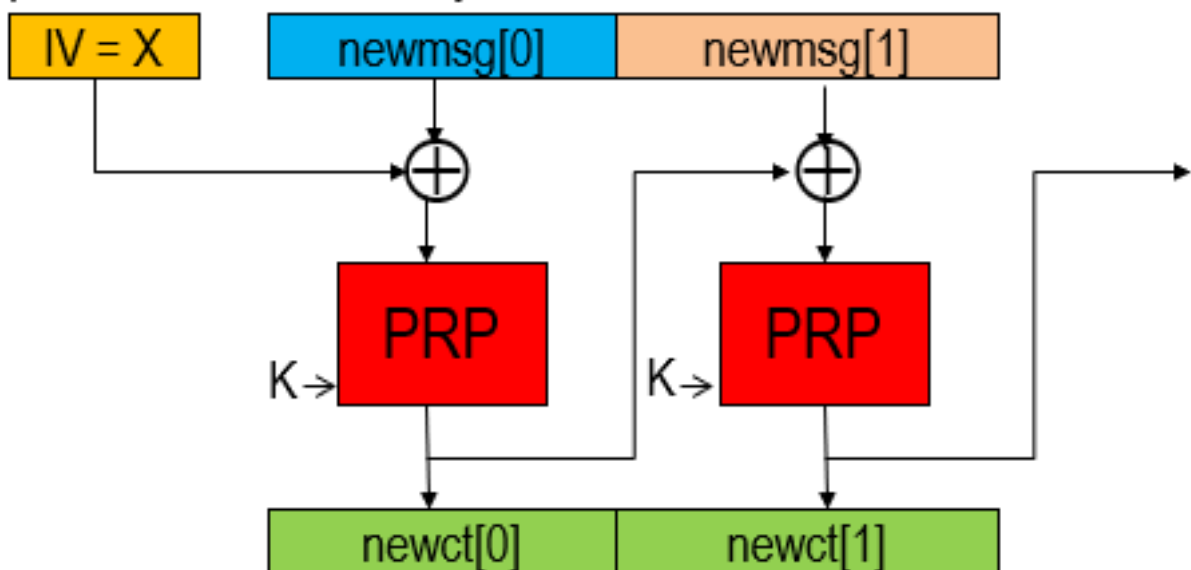 IV = X newmsg[0] newmsg[1]
PRP PRP
K→ K→
newct[0] newct[1]